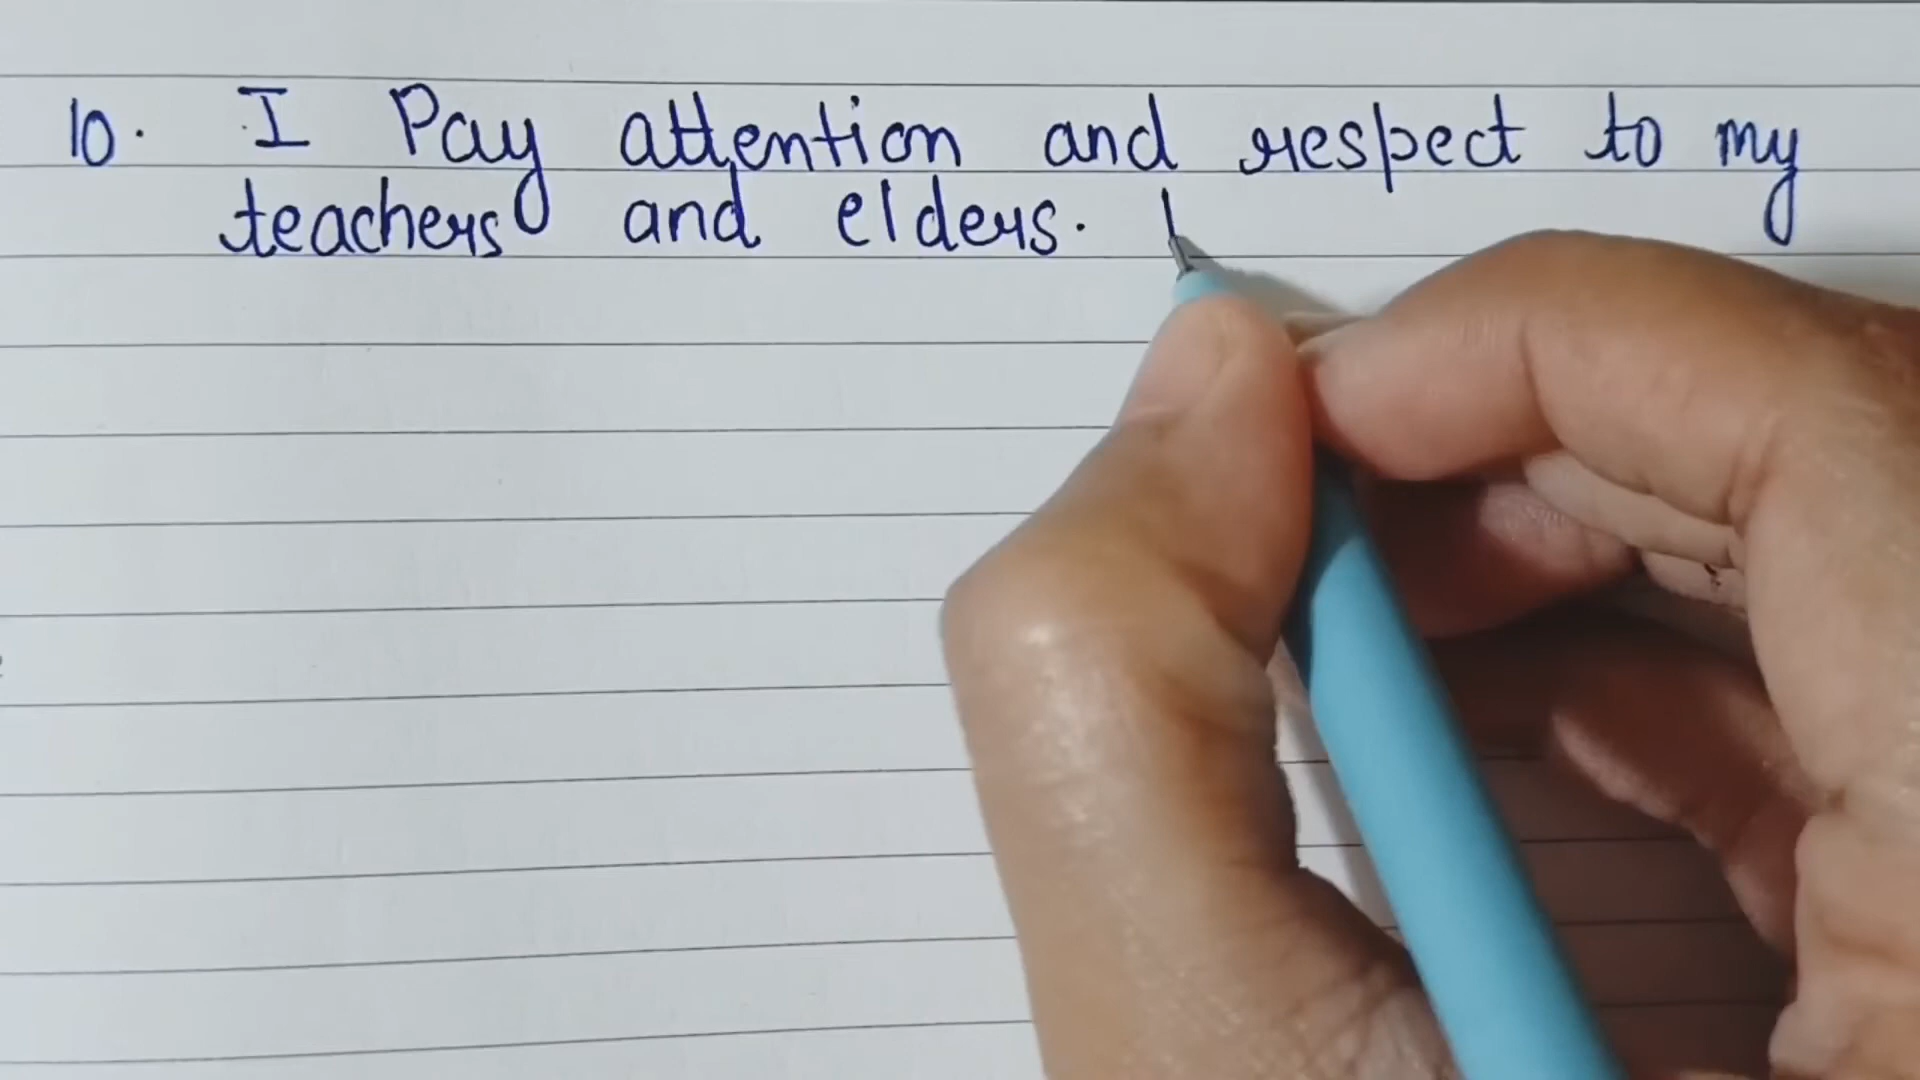 10. I Pay attention and respect to my
teachers and elders.